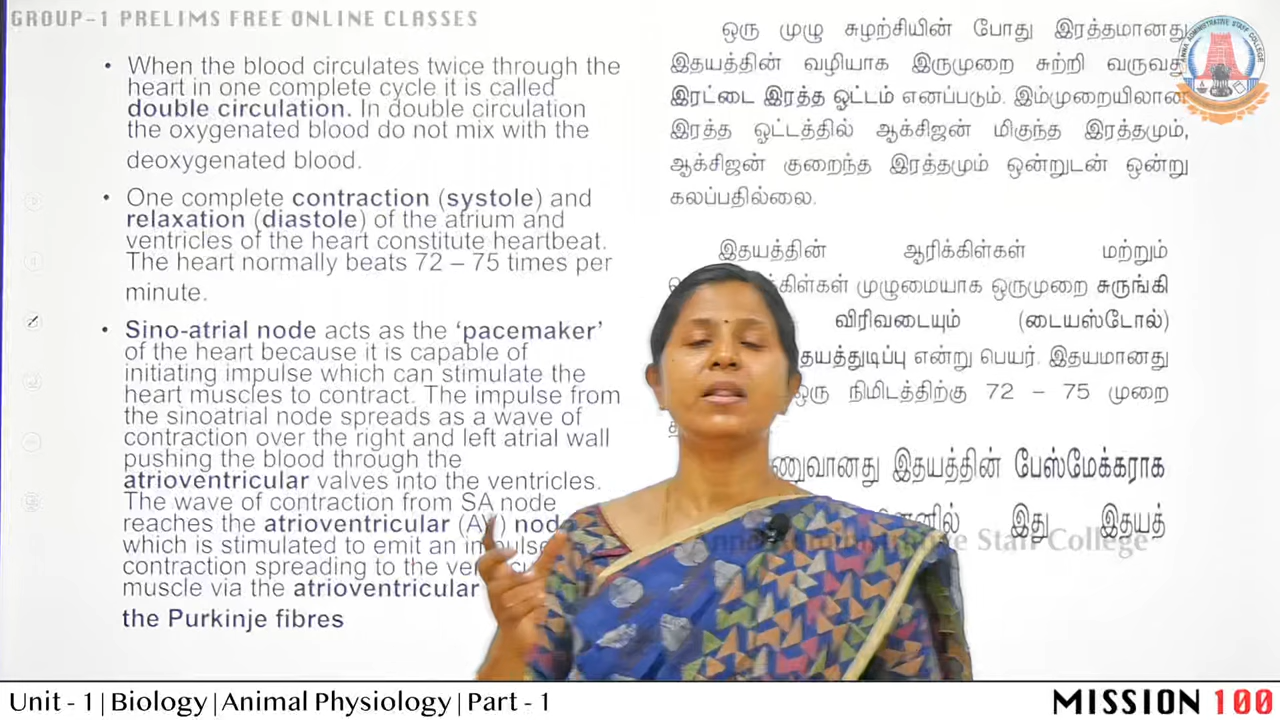 GROUP-1 PRELIMS FREE ONLINE CLASSES
• When the blood circulates twice through the
heart in one complete cycle it is called
double circulation. In double circulation
the oxygenated blood do not mix with the
deoxygenated blood.
• One complete contraction (systole) and
relaxation (diastole) of the atrium and
ventricles of the heart constitute heartbeat.
The heart normally beats 72 – 75 times per
minute.
• Sino-atrial node acts as the ‘pacemaker’
of the heart because it is capable of
initiating impulse which can stimulate the
heart muscles to contract. The impulse from
the sinoatrial node spreads as a wave of
contraction over the right and left atrial wall
pushing the blood through the
atrioventricular valves into the ventricles.
The wave of contraction from SA node
reaches the atrioventricular (AV) node
which is stimulated to emit an impulse
contraction spreading to the
muscle via the atrioventricular
the Purkinje fibres
ஒரு முழு சுழற்சியின் போது இரத்தமானது
இதயத்தின் வழியாக இருமுறை சுற்றி வருவது
இரட்டை இரத்த ஓட்டம் எனப்படும். இம்முறையிலான
இரத்த ஓட்டத்தில் ஆக்சிஜன் மிகுந்த இரத்தமும்,
ஆக்சிஜன் குறைந்த இரத்தமும் ஒன்றுடன் ஒன்று
கலப்பதில்லை.
இதயத்தின் ஆரிக்கிள்கள் மற்றும்
முழுமையாக ஒருமுறை சுருங்கி
விரிவடையும் (டையஸ்டோல்)
என்று பெயர். இதயமானது
ஒரு நிமிடத்திற்கு 72 – 75 முறை
இதயத்தின் பேஸ்மேக்கராக
இது இதயத்
Staff College
Unit - 1 | Biology | Animal Physiology | Part - 1
MISSION 100